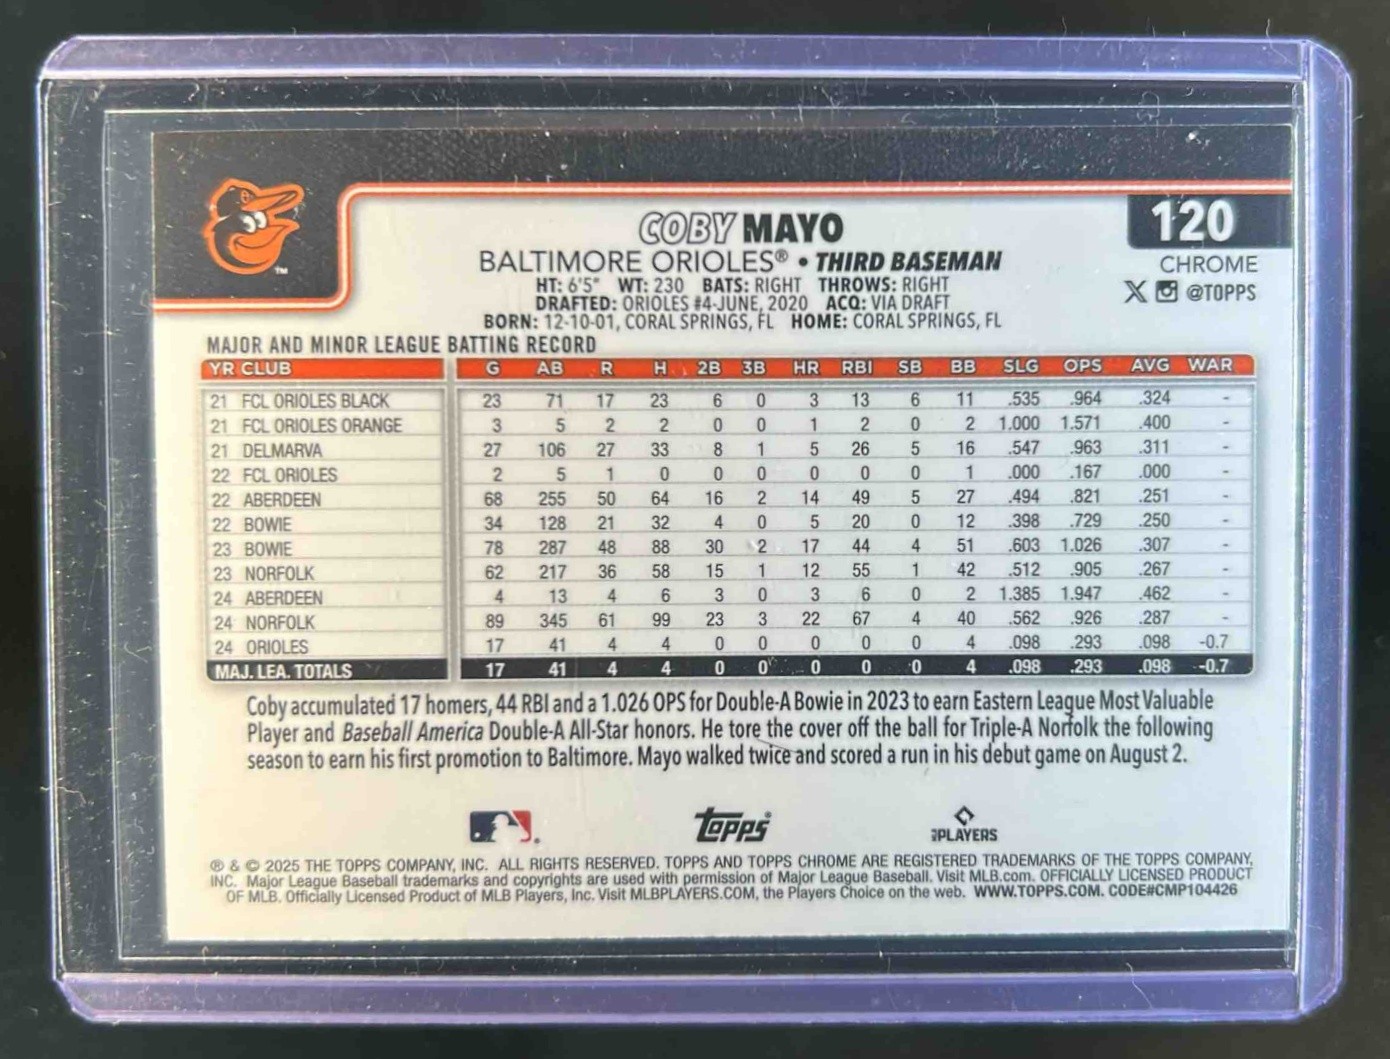 120
COBY MAYO
BALTIMORE ORIOLES® • THIRD BASEMAN
CHROME
HT: 6'5" WT: 230 BATS: RIGHT THROWS: RIGHT
X @TOPPS
DRAFTED: ORIOLES #4-JUNE, 2020 ACQ: VIA DRAFT
BORN: 12-10-01, CORAL SPRINGS, FL HOME: CORAL SPRINGS, FL
TM
MAJOR AND MINOR LEAGUE BATTING RECORD
YR CLUB G AB R H 2B 3B HR RBI SB BB SLG OPS AVG WAR
21 FCL ORIOLES BLACK 23 71 17 23 6 0 3 13 6 11 .535 .964 .324 -
21 FCL ORIOLES ORANGE 3 5 2 2 0 0 1 2 0 2 1.000 1.571 .400 -
21 DELMARVA 27 106 27 33 8 1 5 26 5 16 .547 .963 .311 -
22 FCL ORIOLES 2 5 1 0 0 0 0 0 0 1 .000 .167 .000 -
22 ABERDEEN 68 255 50 64 16 2 14 49 5 27 .494 .821 .251 -
22 BOWIE 34 128 21 32 4 0 5 20 0 12 .398 .729 .250 -
23 BOWIE 78 287 48 88 30 2 17 44 4 51 .603 1.026 .307 -
23 NORFOLK 62 217 36 58 15 1 12 55 1 42 .512 .905 .267 -
24 ABERDEEN 4 13 4 6 3 0 3 6 0 2 1.385 1.947 .462 -
24 NORFOLK 89 345 61 99 23 3 22 67 4 40 .562 .926 .287 -
24 ORIOLES 17 41 4 4 0 0 0 0 0 4 .098 .293 .098 -0.7
MAJ. LEA. TOTALS 17 41 4 4 0 0 0 0 0 4 .098 .293 .098 -0.7
Coby accumulated 17 homers, 44 RBI and a 1.026 OPS for Double-A Bowie in 2023 to earn Eastern League Most Valuable
Player and Baseball America Double-A All-Star honors. He tore the cover off the ball for Triple-A Norfolk the following
season to earn his first promotion to Baltimore. Mayo walked twice and scored a run in his debut game on August 2.
topps®
PLAYERS
® & © 2025 THE TOPPS COMPANY, INC. ALL RIGHTS RESERVED. TOPPS AND TOPPS CHROME ARE REGISTERED TRADEMARKS OF THE TOPPS COMPANY,
INC. Major League Baseball trademarks and copyrights are used with permission of Major League Baseball. Visit MLB.com. OFFICIALLY LICENSED PRODUCT
OF MLB. Officially Licensed Product of MLB Players, Inc. Visit MLBPLAYERS.COM, the Players Choice on the web. WWW.TOPPS.COM. CODE#CMP104426